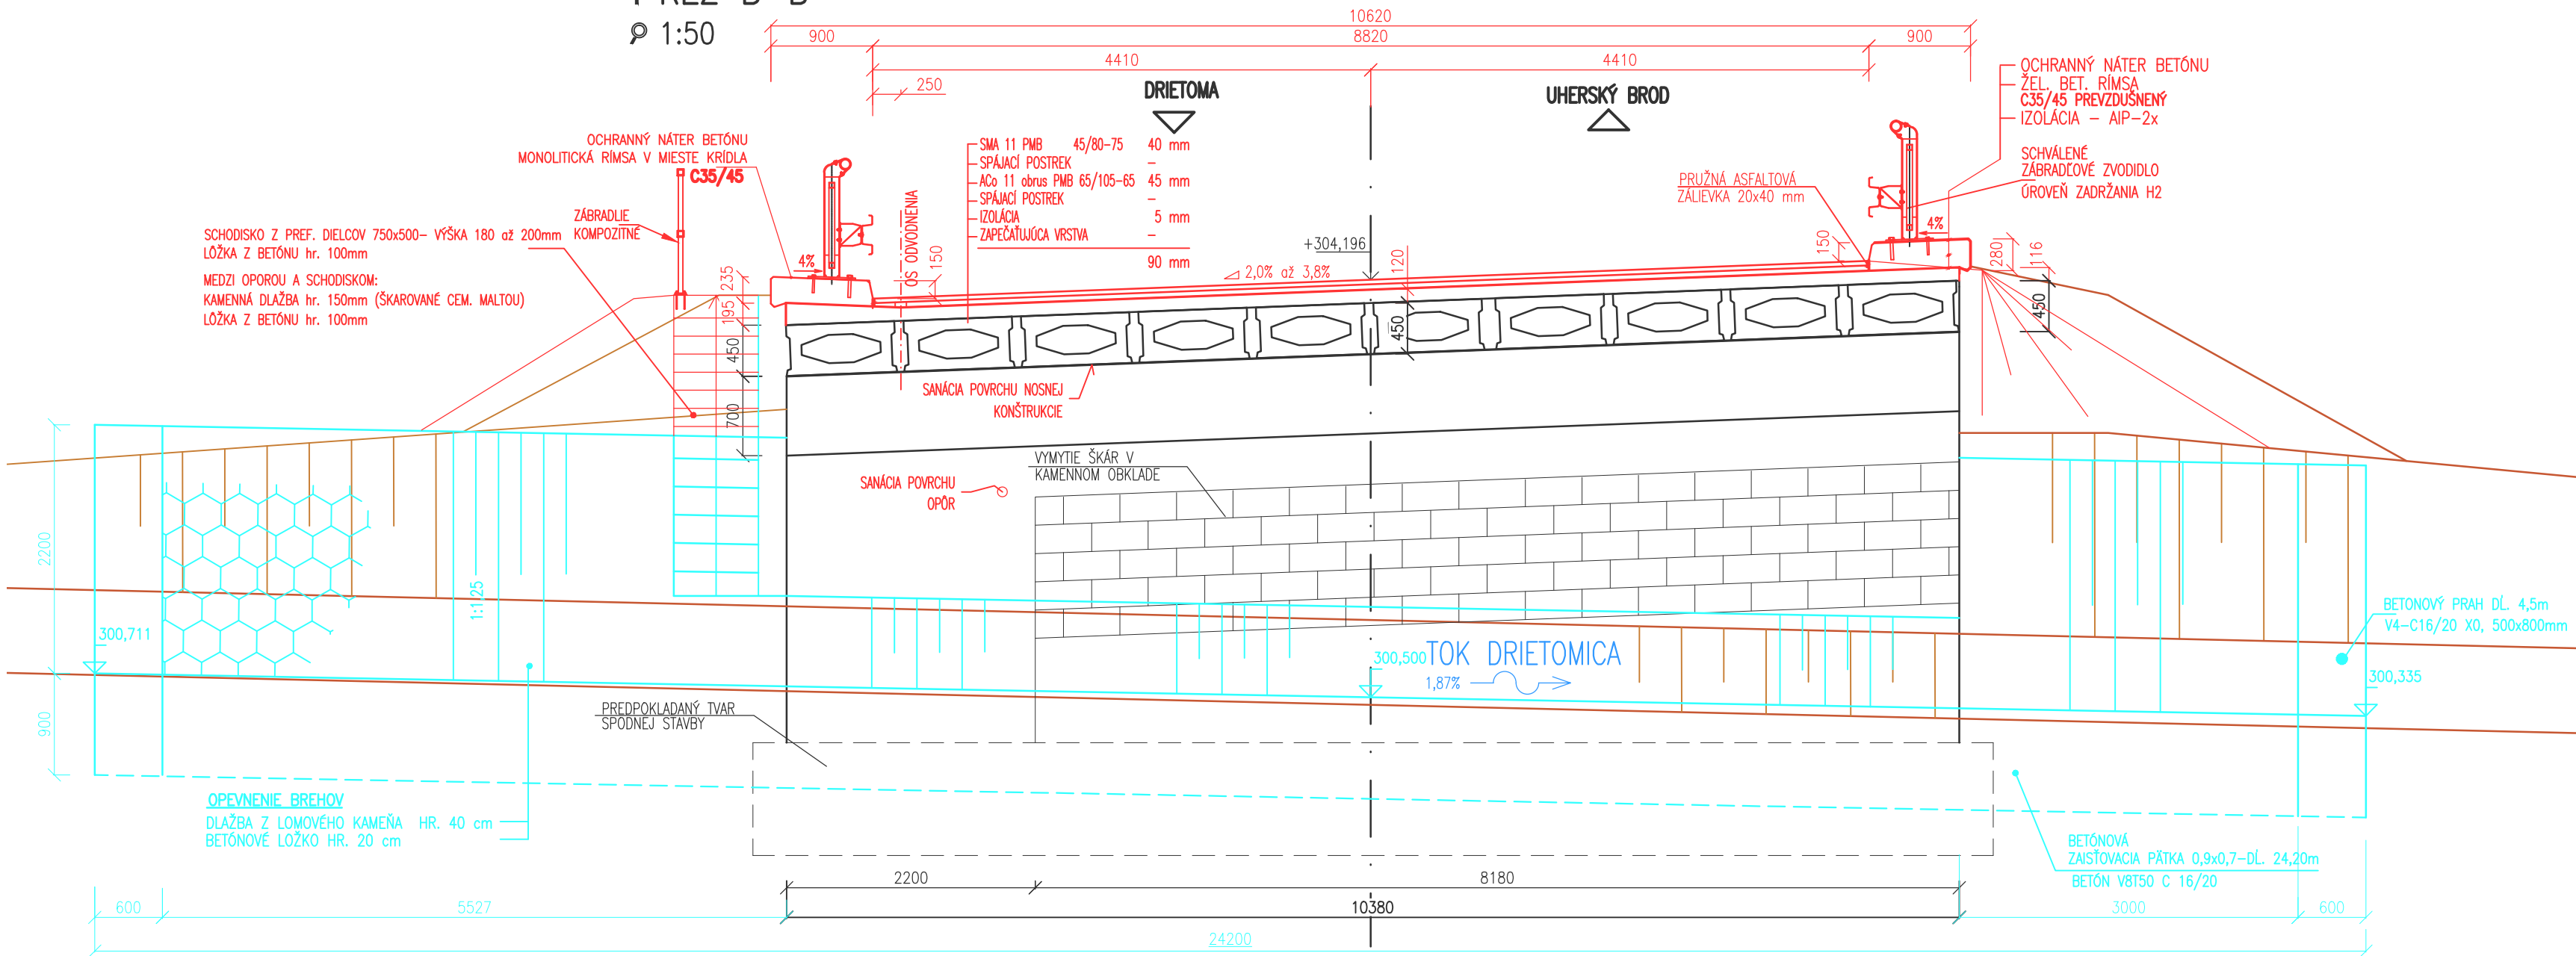 1:50
10620
900
8820
900
4410
4410
250
DRIETOMA
UHERSKÝ BROD
OCHRANNÝ NÁTER BETÓNU
ŽEL. BET. RÍMSA
C35/45 PREVZDUŠNENÝ
IZOLÁCIA - AIP-2x
SCHVÁLENÉ
ZÁBRADĽOVÉ ZVODIDLO
ÚROVEŇ ZADRŽANIA H2
OCHRANNÝ NÁTER BETÓNU
MONOLITICKÁ RÍMSA V MIESTE KRÍDLA
C35/45
SMA 11 PMB 45/80-75 40 mm
SPÁJACÍ POSTREK -
ACo 11 obrus PMB 65/105-65 45 mm
SPÁJACÍ POSTREK -
IZOLÁCIA 5 mm
ZAPEČAŤUJÚCA VRSTVA -
90 mm
PRUŽNÁ ASFALTOVÁ
ZÁLIEVKA 20x40 mm
ZÁBRADLIE
KOMPOZITNÉ
SCHODISKO Z PREF. DIELCOV 750x500- VÝŠKA 180 až 200mm
LÔŽKA Z BETÓNU hr. 100mm
MEDZI OPOROU A SCHODISKOM:
KAMENNÁ DLAŽBA hr. 150mm (ŠKAROVANÉ CEM. MALTOU)
LÔŽKA Z BETÓNU hr. 100mm
OS ODVODNENIA
4%
4%
150
235
195
450
700
+304,196
2,0% až 3,8%
120
450
150
280
116
450
SANÁCIA POVRCHU NOSNEJ
KONŠTRUKCIE
SANÁCIA POVRCHU
OPÔR
VYMYTIE ŠKÁR V
KAMENNOM OBKLADE
2200
900
1:1,25
300,711
300,500
TOK DRIETOMICA
1,87%
300,335
BETONOVÝ PRAH DĹ. 4,5m
V4-C16/20 X0, 500x800mm
PREDPOKLADANÝ TVAR
SPODNEJ STAVBY
OPEVNENIE BREHOV
DLAŽBA Z LOMOVÉHO KAMEŇA HR. 40 cm
BETÓNOVÉ LOŽKO HR. 20 cm
BETÓNOVÁ
ZAISŤOVACIA PÄTKA 0,9x0,7-DĹ. 24,20m
BETÓN V8T50 C 16/20
2200
8180
600
5527
10380
3000
600
24200